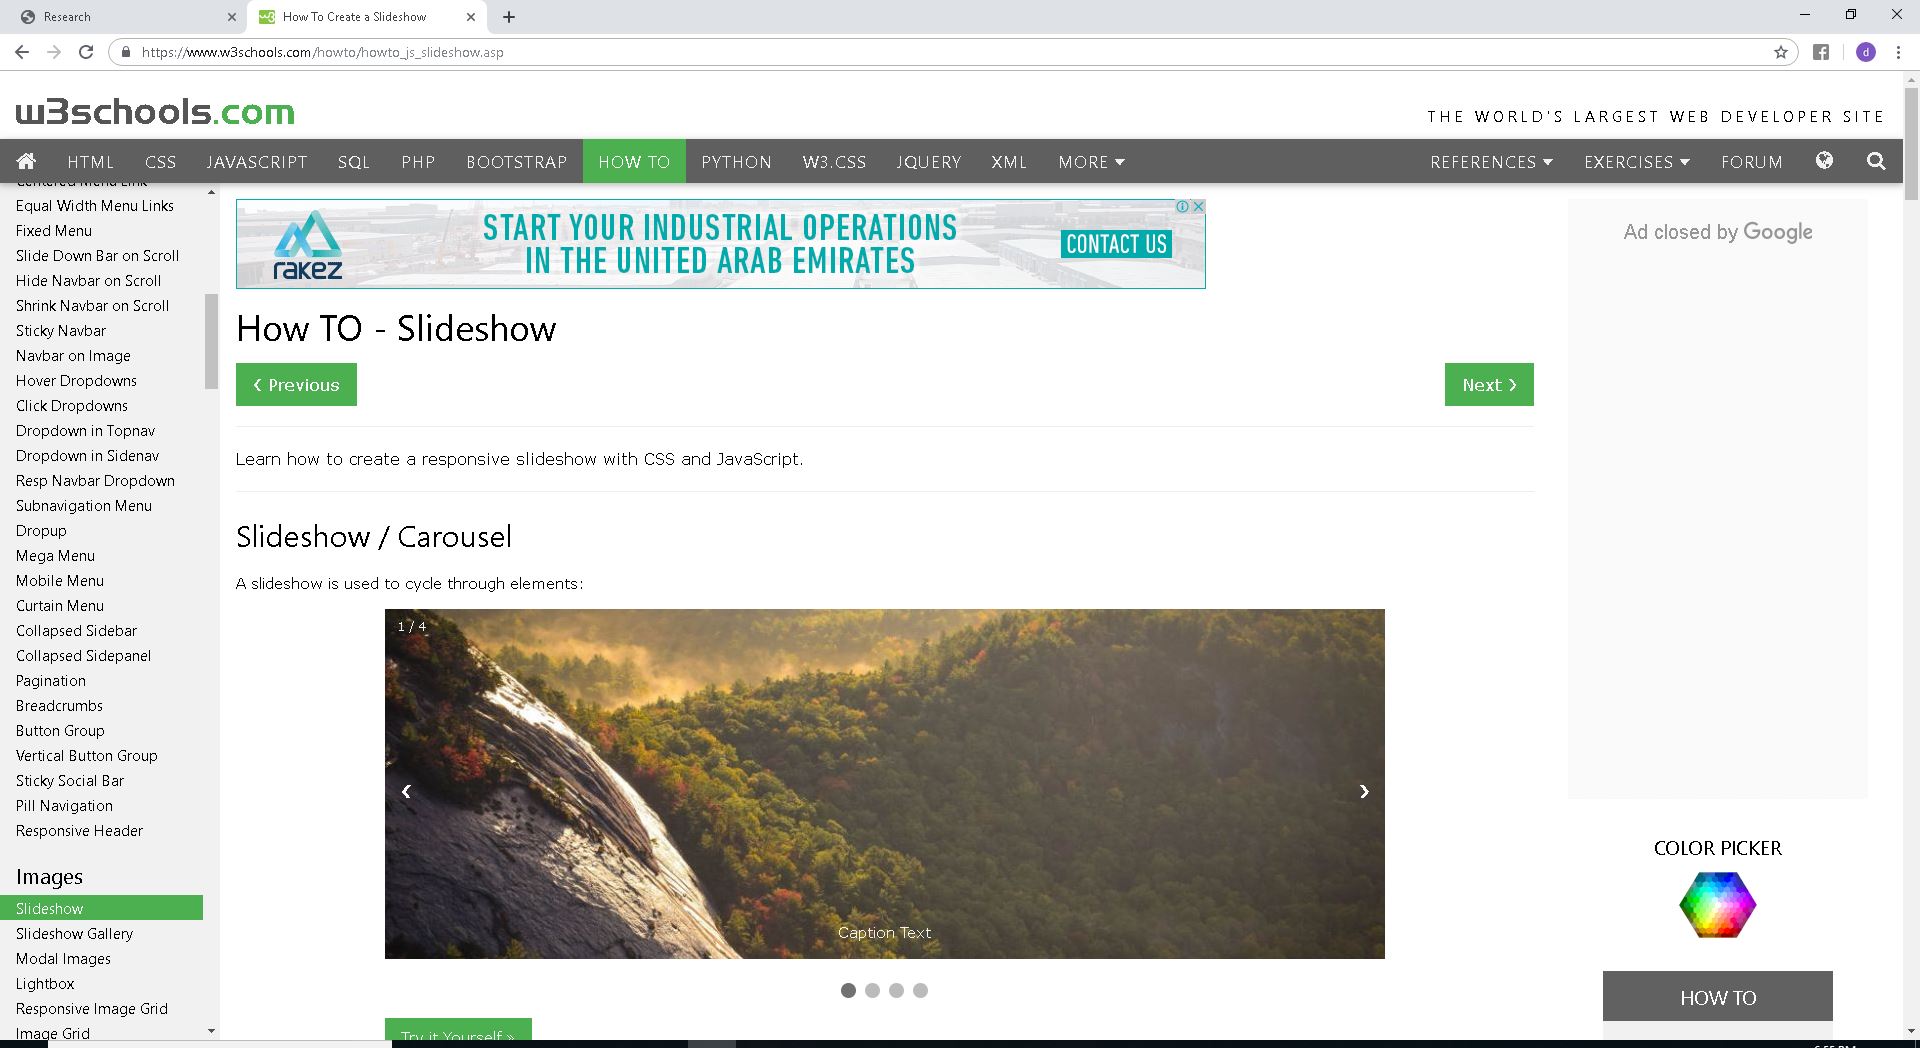 Research
How To Create a Slideshow
https://www.w3schools.com/howto/howto_js_slideshow.asp
d
w3schools.com
THE WORLD'S LARGEST WEB DEVELOPER SITE
HTML CSS JAVASCRIPT SQL PHP BOOTSTRAP HOW TO PYTHON W3.CSS JQUERY XML MORE REFERENCES EXERCISES FORUM
Centered Menu Link
Equal Width Menu Links
Fixed Menu
Slide Down Bar on Scroll
Hide Navbar on Scroll
Shrink Navbar on Scroll
Sticky Navbar
Navbar on Image
Hover Dropdowns
Click Dropdowns
Dropdown in Topnav
Dropdown in Sidenav
Resp Navbar Dropdown
Subnavigation Menu
Dropup
Mega Menu
Mobile Menu
Curtain Menu
Collapsed Sidebar
Collapsed Sidepanel
Pagination
Breadcrumbs
Button Group
Vertical Button Group
Sticky Social Bar
Pill Navigation
Responsive Header
Images
Slideshow
Slideshow Gallery
Modal Images
Lightbox
Responsive Image Grid
Image Grid
rakez
START YOUR INDUSTRIAL OPERATIONS
IN THE UNITED ARAB EMIRATES
CONTACT US
How TO - Slideshow
❮ Previous
Next ❯
Learn how to create a responsive slideshow with CSS and JavaScript.
Slideshow / Carousel
A slideshow is used to cycle through elements:
1 / 4
❮ ❯
Caption Text
Try it Yourself »
Ad closed by Google
COLOR PICKER
HOW TO